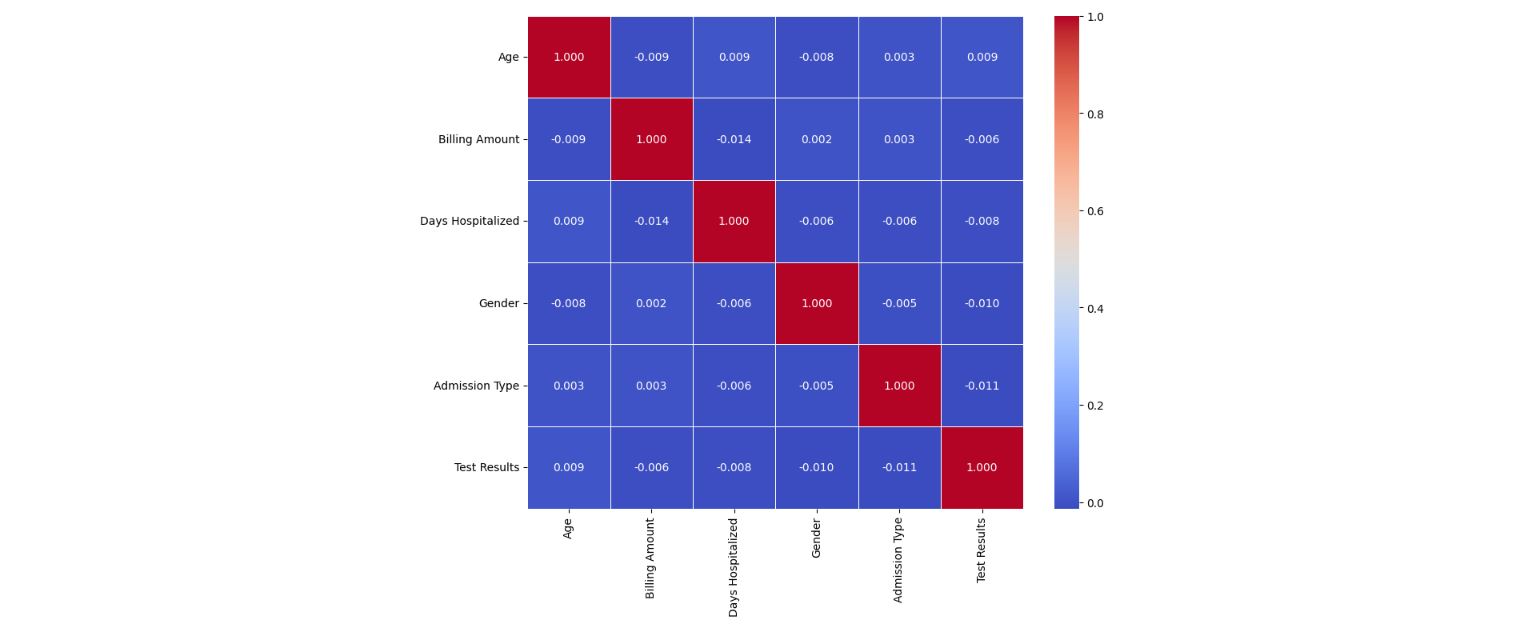 Age 1.000 -0.009 0.009 -0.008 0.003 0.009
Billing Amount -0.009 1.000 -0.014 0.002 0.003 -0.006
Days Hospitalized 0.009 -0.014 1.000 -0.006 -0.006 -0.008
Gender -0.008 0.002 -0.006 1.000 -0.005 -0.010
Admission Type 0.003 0.003 -0.006 -0.005 1.000 -0.011
Test Results 0.009 -0.006 -0.008 -0.010 -0.011 1.000
Age
Billing Amount
Days Hospitalized
Gender
Admission Type
Test Results
1.0
0.8
0.6
0.4
0.2
0.0